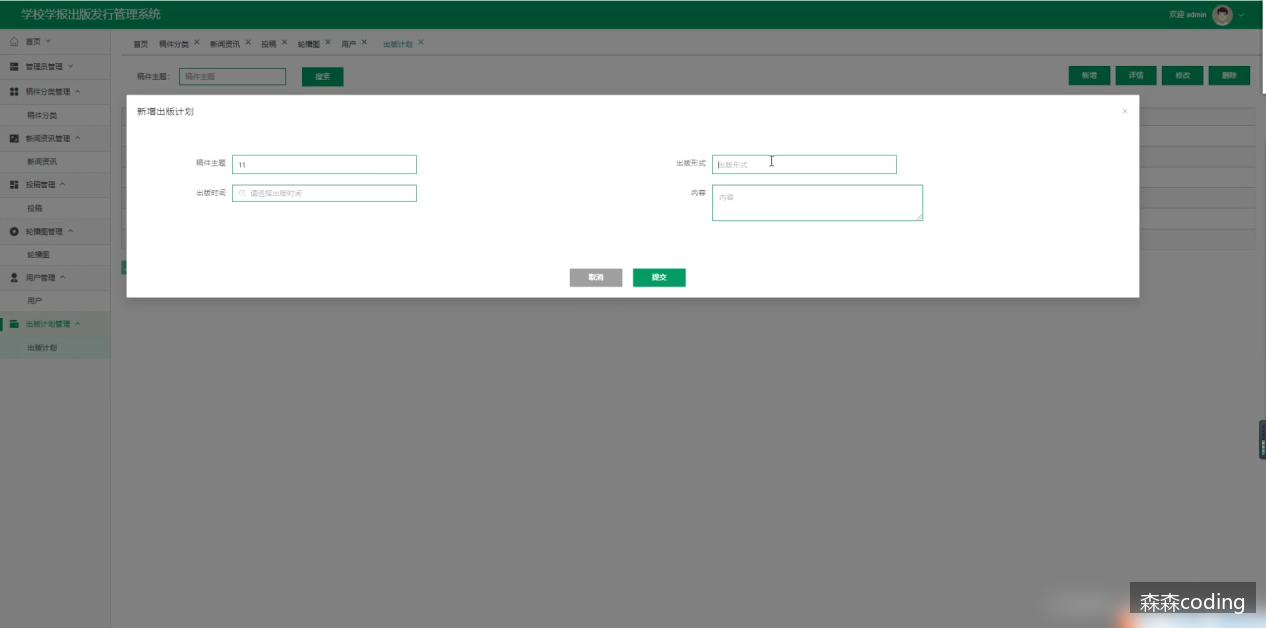 学校学报出版发行管理系统
欢迎 admin
首页
首页 稿件分类 新闻资讯 投稿 轮播图 用户 出版计划
管理员管理
稿件主题: 稿件主题 搜索
新增 详情 修改 删除
稿件分类管理
稿件分类
新闻资讯管理
新闻资讯
投稿管理
投稿
轮播图管理
轮播图
用户管理
用户
出版计划管理
出版计划
新增出版计划
稿件主题 11
出版形式 出版形式
出版时间 请选择出版时间
内容 内容
取消 提交
森森coding